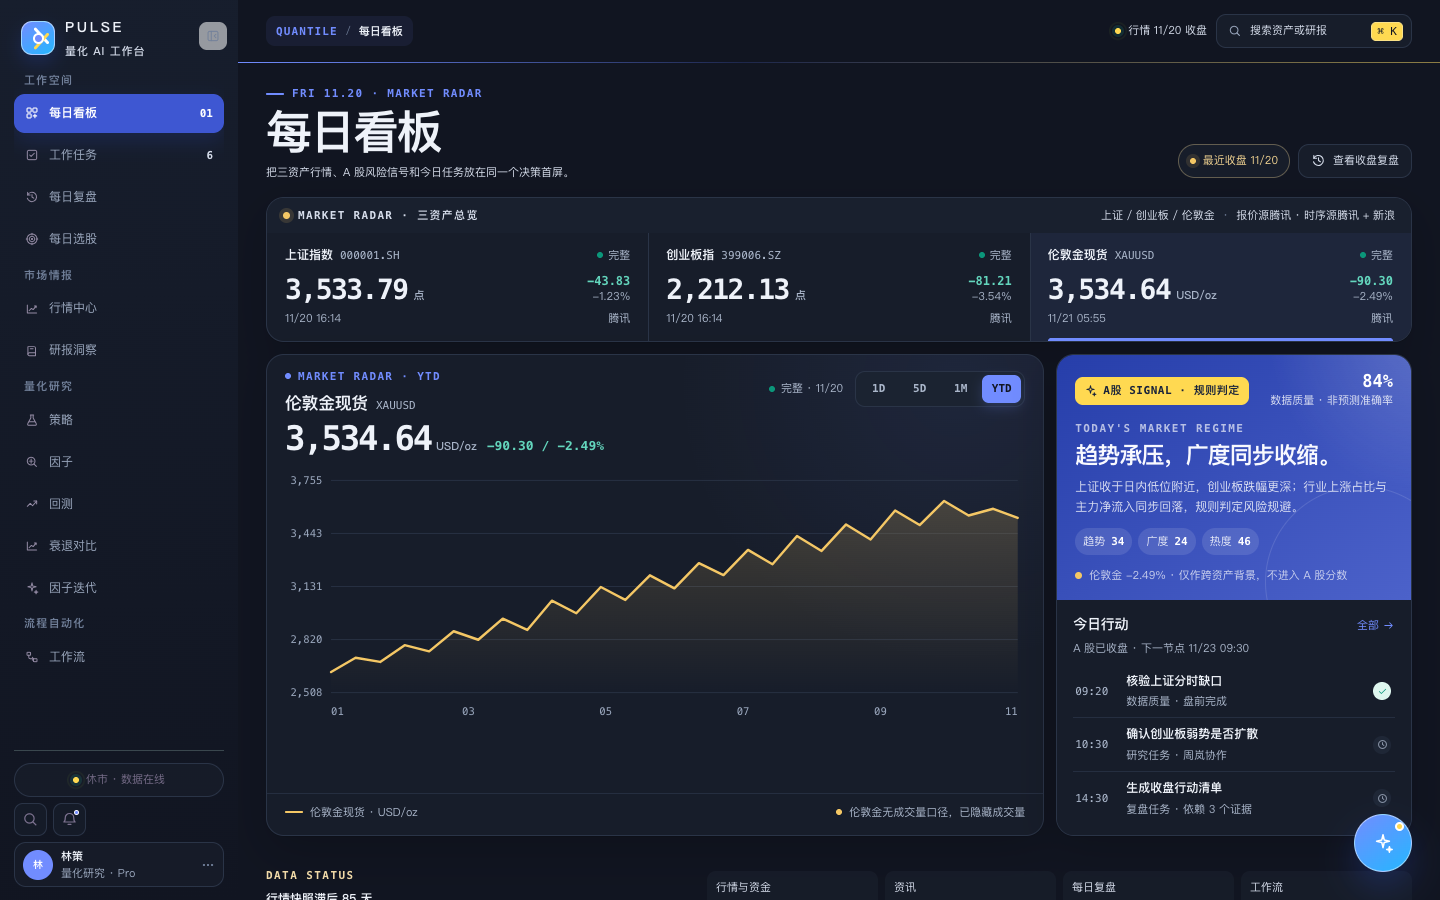 PULSE
量化 AI 工作台
工作空间
每日看板 01
工作任务 6
每日复盘
每日选股
市场情报
行情中心
研报洞察
量化研究
策略
因子
回测
衰退对比
因子迭代
流程自动化
工作流
休市 · 数据在线
林
林策
量化研究 · Pro
QUANTILE / 每日看板
行情 11/20 收盘
搜索资产或研报
⌘ K
FRI 11.20 · MARKET RADAR
每日看板
把三资产行情、A 股风险信号和今日任务放在同一个决策首屏。
最近收盘 11/20
查看收盘复盘
MARKET RADAR · 三资产总览
上证 / 创业板 / 伦敦金 · 报价源腾讯 · 时序源腾讯 + 新浪
上证指数 000001.SH
完整
3,533.79 点
−43.83
−1.23%
11/20 16:14
腾讯
创业板指 399006.SZ
完整
2,212.13 点
−81.21
−3.54%
11/20 16:14
腾讯
伦敦金现货 XAUUSD
完整
3,534.64 USD/oz
−90.30
−2.49%
11/21 05:55
腾讯
MARKET RADAR · YTD
伦敦金现货 XAUUSD
3,534.64 USD/oz −90.30 / −2.49%
完整 · 11/20
1D 5D 1M YTD
3,755
3,443
3,131
2,820
2,508
01 03 05 07 09 11
伦敦金现货 · USD/oz
伦敦金无成交量口径，已隐藏成交量
A股 SIGNAL · 规则判定
84%
数据质量 · 非预测准确率
TODAY'S MARKET REGIME
趋势承压，广度同步收缩。
上证收于日内低位附近，创业板跌幅更深；行业上涨占比与
主力净流入同步回落，规则判定风险规避。
趋势 34
广度 24
热度 46
伦敦金 −2.49% · 仅作跨资产背景，不进入 A 股分数
今日行动
全部 →
A 股已收盘 · 下一节点 11/23 09:30
09:20
核验上证分时缺口
数据质量 · 盘前完成
10:30
确认创业板弱势是否扩散
研究任务 · 周岚协作
14:30
生成收盘行动清单
复盘任务 · 依赖 3 个证据
DATA STATUS
行情快照滞后 85 天
行情与资金
资讯
每日复盘
工作流